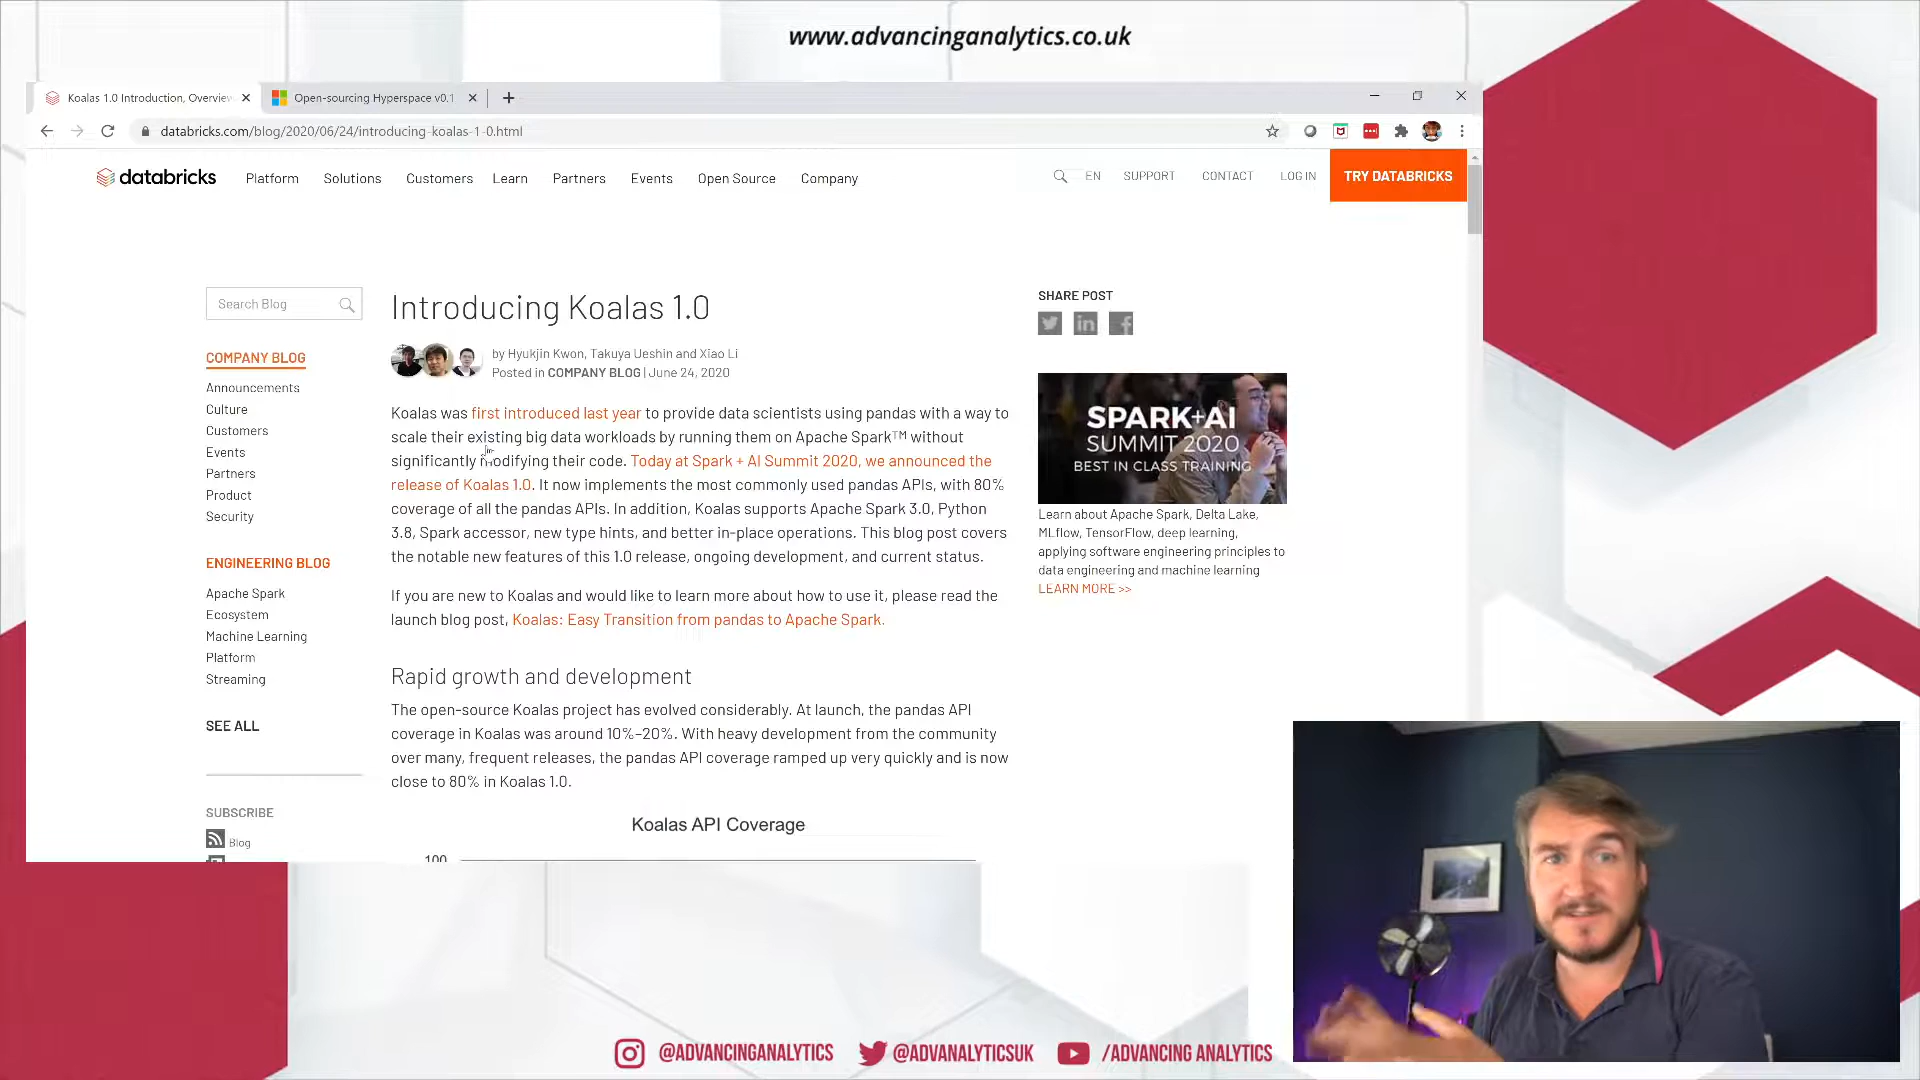 www.advancinganalytics.co.uk
Koalas 1.0 Introduction, Overview
Open-sourcing Hyperspace v0.1
databricks.com/blog/2020/06/24/introducing-koalas-1-0.html
databricks
Platform
Solutions
Customers
Learn
Partners
Events
Open Source
Company
EN
SUPPORT
CONTACT
LOG IN
TRY DATABRICKS
Search Blog
COMPANY BLOG
Announcements
Culture
Customers
Events
Partners
Product
Security
ENGINEERING BLOG
Apache Spark
Ecosystem
Machine Learning
Platform
Streaming
SEE ALL
SUBSCRIBE
Blog
Introducing Koalas 1.0
by Hyukjin Kwon, Takuya Ueshin and Xiao Li
Posted in COMPANY BLOG | June 24, 2020
Koalas was first introduced last year to provide data scientists using pandas with a way to
scale their existing big data workloads by running them on Apache Spark™ without
significantly modifying their code. Today at Spark + AI Summit 2020, we announced the
release of Koalas 1.0. It now implements the most commonly used pandas APIs, with 80%
coverage of all the pandas APIs. In addition, Koalas supports Apache Spark 3.0, Python
3.8, Spark accessor, new type hints, and better in-place operations. This blog post covers
the notable new features of this 1.0 release, ongoing development, and current status.
If you are new to Koalas and would like to learn more about how to use it, please read the
launch blog post, Koalas: Easy Transition from pandas to Apache Spark.
Rapid growth and development
The open-source Koalas project has evolved considerably. At launch, the pandas API
coverage in Koalas was around 10%–20%. With heavy development from the community
over many, frequent releases, the pandas API coverage ramped up very quickly and is now
close to 80% in Koalas 1.0.
Koalas API Coverage
100
SHARE POST
SPARK+AI
SUMMIT 2020
BEST IN CLASS TRAINING
Learn about Apache Spark, Delta Lake,
MLflow, TensorFlow, deep learning,
applying software engineering principles to
data engineering and machine learning
LEARN MORE >>
@ADVANCINGANALYTICS
@ADVANALYTICSUK
/ADVANCING ANALYTICS